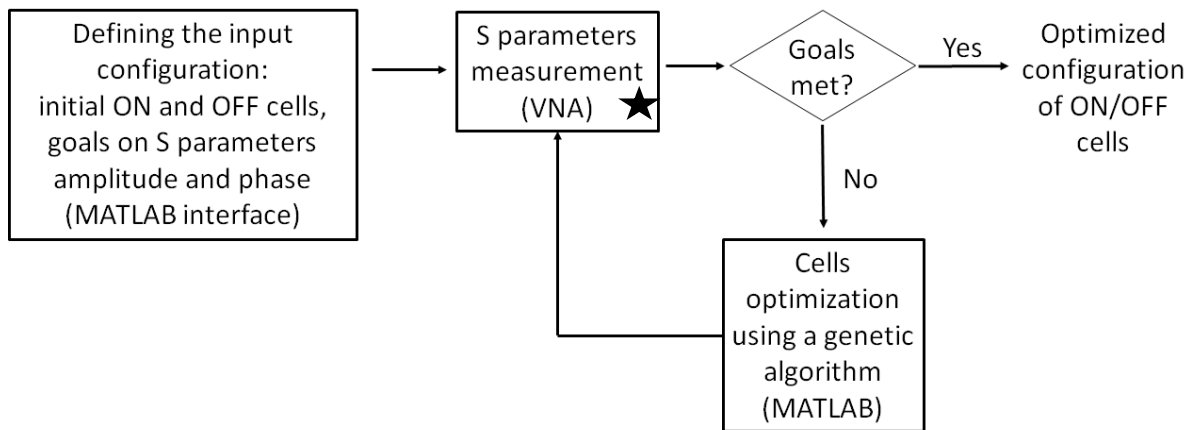 Defining the input
configuration:
initial ON and OFF cells,
goals on S parameters
amplitude and phase
(MATLAB interface)
S parameters
measurement
(VNA)
Goals
met?
Yes
Optimized
configuration
of ON/OFF
cells
No
Cells
optimization
using a genetic
algorithm
(MATLAB)